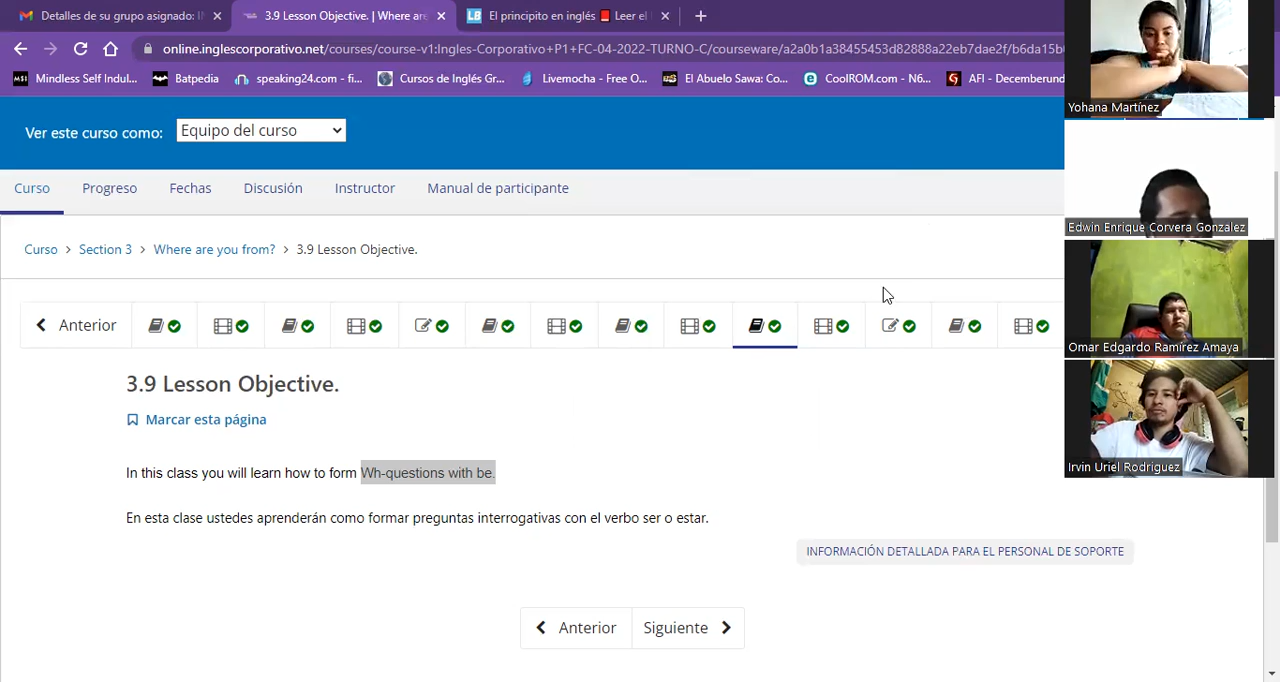 Detalles de su grupo asignado: I
3.9 Lesson Objective. | Where are
El principito en inglés 📕 Leer el
online.inglescorporativo.net/courses/course-v1:Ingles-Corporativo+P1+FC-04-2022-TURNO-C/courseware/a2a0b1a38455453d82888a22eb7dae2f/b6da15b
Mindless Self Indul...
Batpedia
speaking24.com - fi...
Cursos de Inglés Gr...
Livemocha - Free O...
El Abuelo Sawa: Co...
CoolROM.com - N6...
AFI - Decemberund
Ver este curso como:
Equipo del curso
Curso
Progreso
Fechas
Discusión
Instructor
Manual de participante
Curso > Section 3 > Where are you from? > 3.9 Lesson Objective.
Anterior
3.9 Lesson Objective.
Marcar esta página
In this class you will learn how to form Wh-questions with be.
En esta clase ustedes aprenderán como formar preguntas interrogativas con el verbo ser o estar.
INFORMACIÓN DETALLADA PARA EL PERSONAL DE SOPORTE
Anterior
Siguiente
Yohana Martínez
Edwin Enrique Corvera Gonzalez
Omar Edgardo Ramírez Amaya
Irvin Uriel Rodriguez